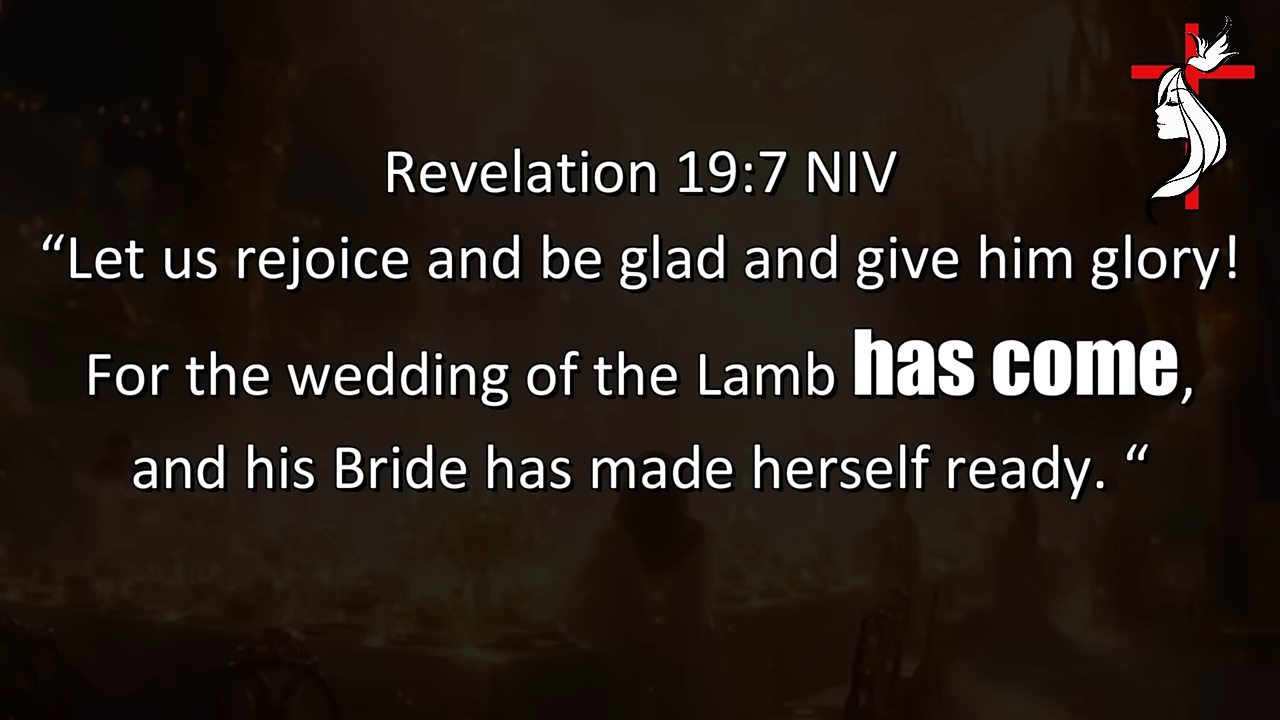 Revelation 19:7 NIV
“Let us rejoice and be glad and give him glory!
For the wedding of the Lamb has come,
and his Bride has made herself ready. “